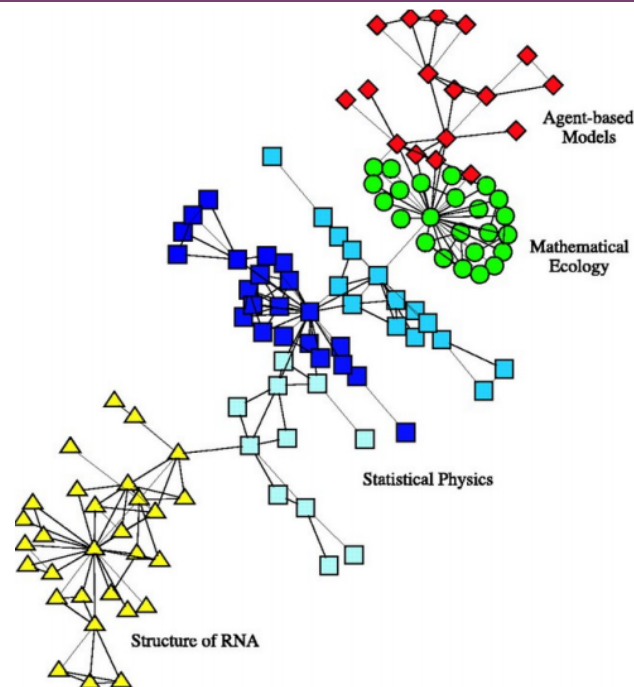 Agent-based
Models
Mathematical
Ecology
Statistical Physics
Structure of RNA